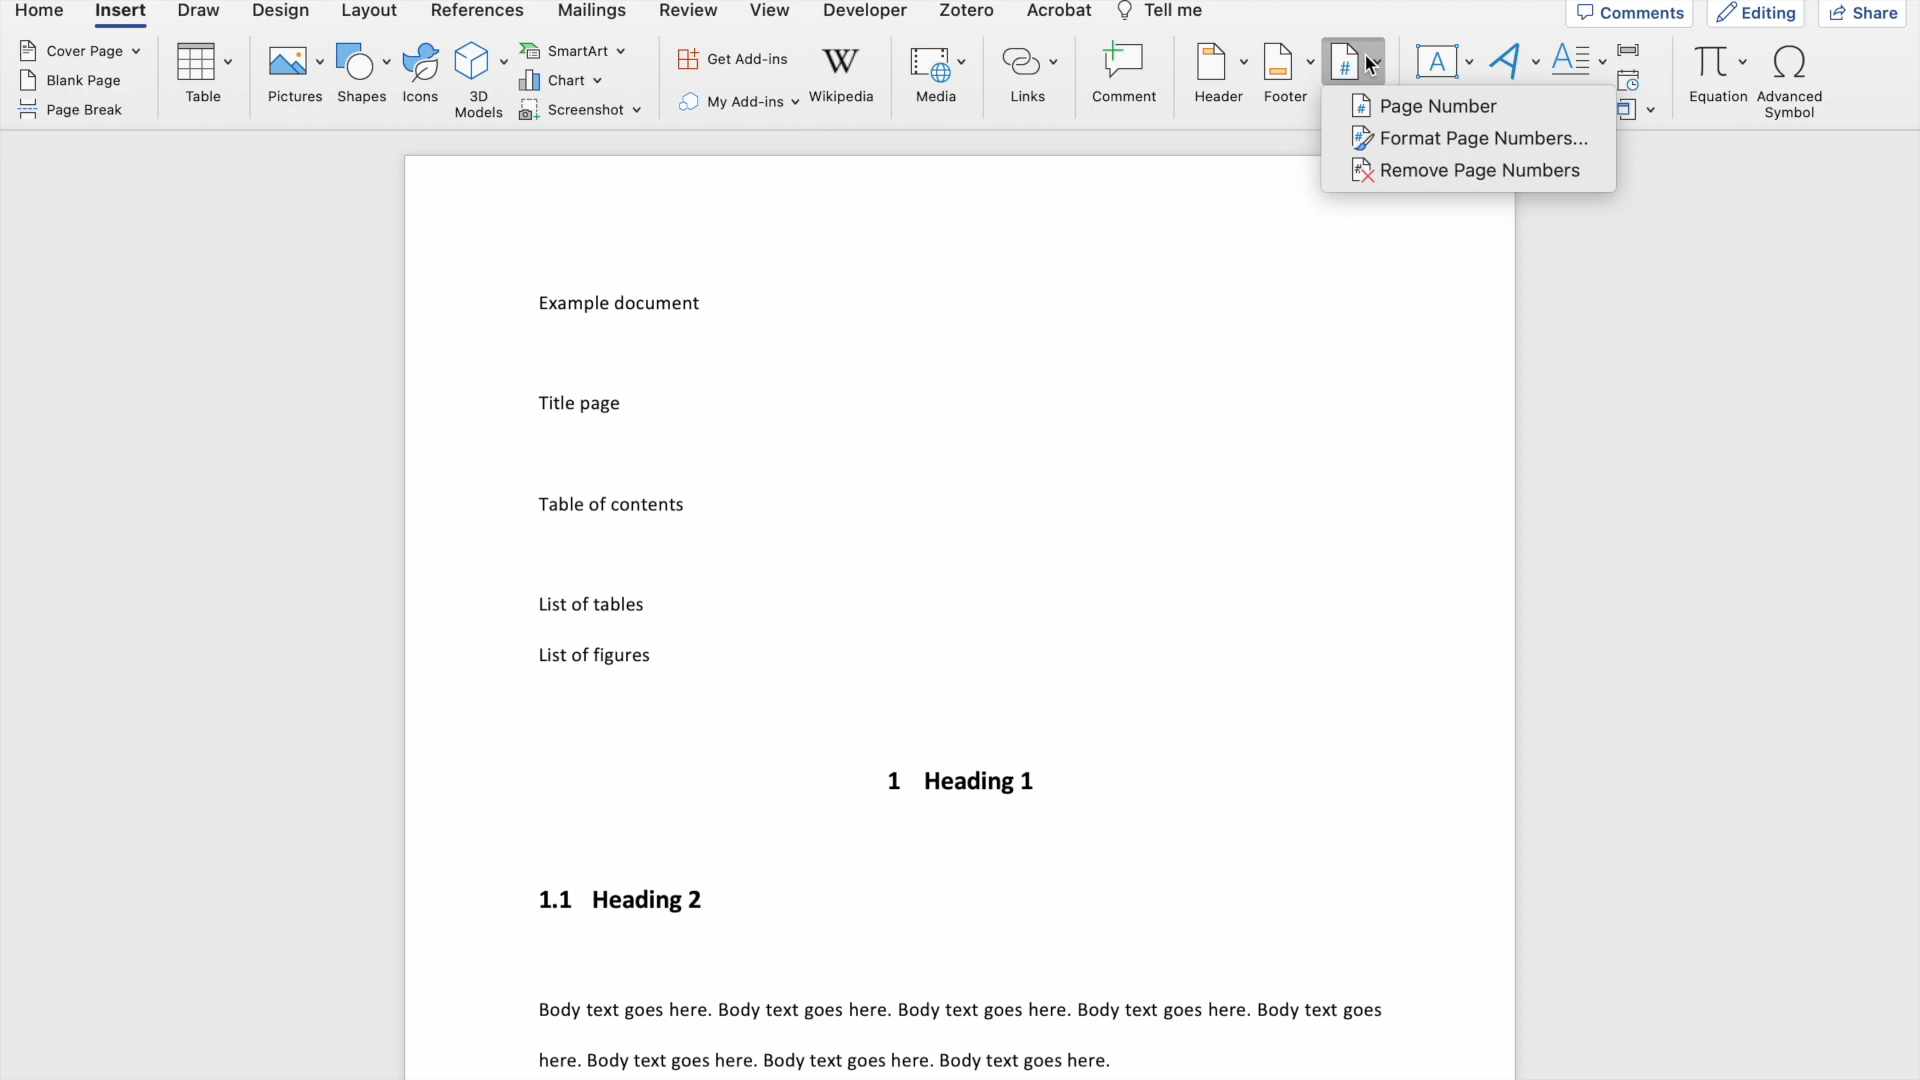 Home Insert Draw Design Layout References Mailings Review View Developer Zotero Acrobat Tell me Comments Editing Share
Cover Page
Blank Page
Page Break
Table
Pictures
Shapes
Icons
3D
Models
SmartArt
Chart
Screenshot
Get Add-ins
My Add-ins
W
Wikipedia
Media
Links
Comment
Header
Footer
#
A
A
A
Equation
Advanced
Symbol
# Page Number
# Format Page Numbers...
# Remove Page Numbers
Example document
Title page
Table of contents
List of tables
List of figures
1 Heading 1
1.1 Heading 2
Body text goes here. Body text goes here. Body text goes here. Body text goes here. Body text goes
here. Body text goes here. Body text goes here. Body text goes here.